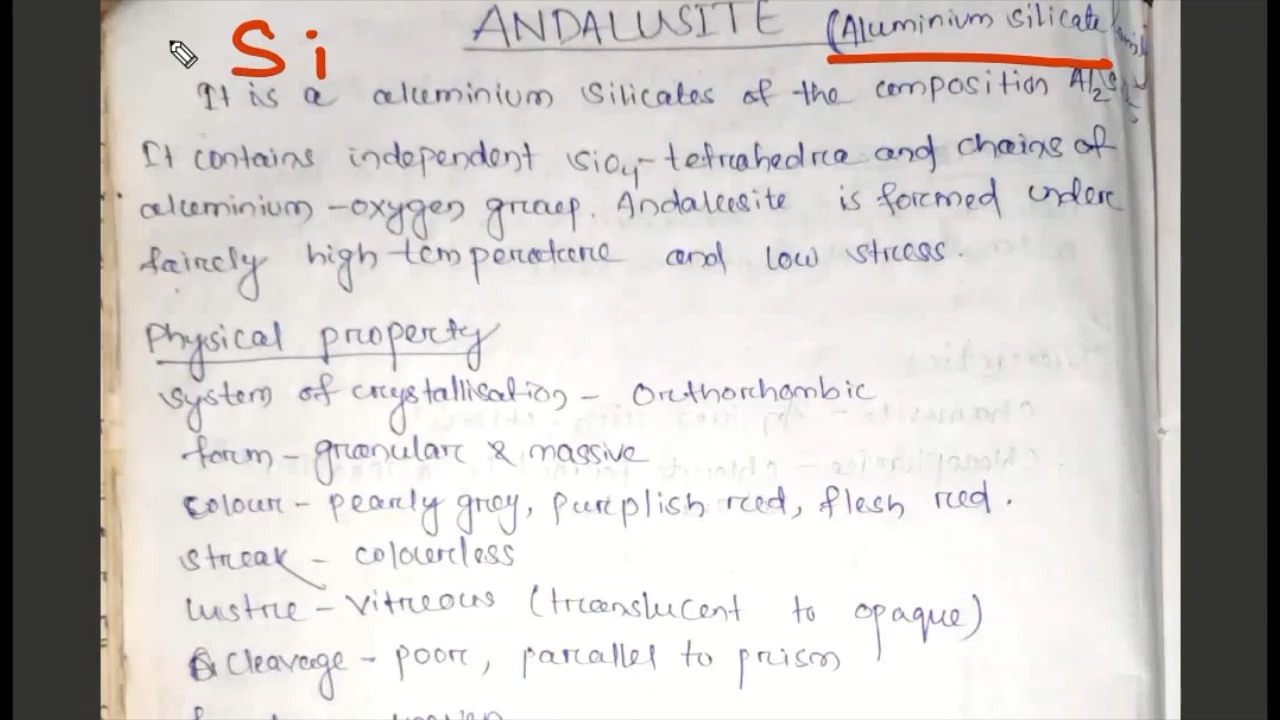 Si
ANDALUSITE (Aluminium silicate
It is a aluminium silicates of the composition
It contains independent SiO4-tetrahedra and chains of
aluminium-oxygen group. Andalusite is formed under
fairly high-temperature and low stress.
Physical property
system of crystallisation - Orthorhombic
form - granular & massive
colour - pearly grey, purplish red, flesh red.
streak - colourless
lustre - vitreous (translucent to opaque)
cleavage - poor, parallel to prism